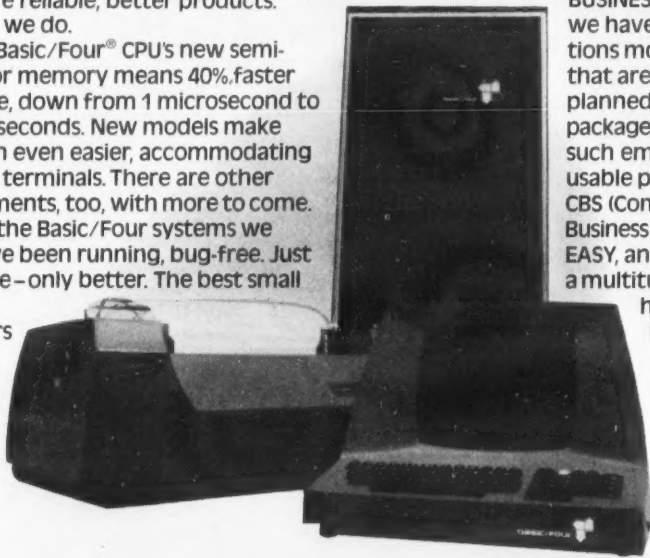 e reliable, better products.
we do.
Basic/Four® CPU's new semi-
or memory means 40% faster
e, down from 1 microsecond to
seconds. New models make
n even easier, accommodating
terminals. There are other
ments, too, with more to come.
the Basic/Four systems we
ve been running, bug-free. Just
e–only better. The best small
rs
BUSINES
we have
tions mo
that are
planned
package
such em
usable p
CBS (Con
Business
EASY, an
a multitu
h
BASIC/FOUR